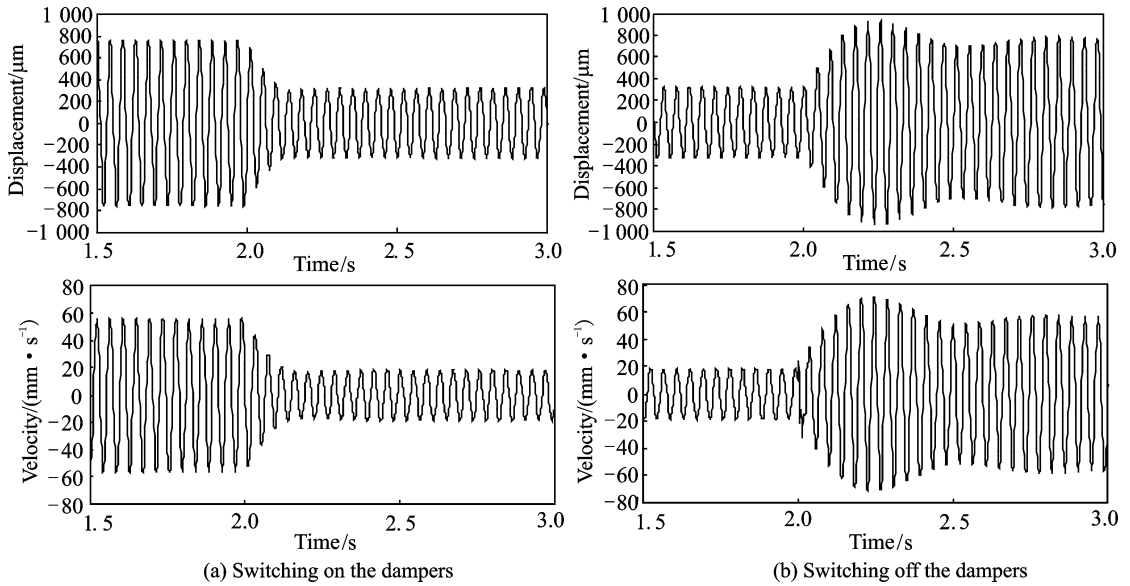 1 000
800
600
400
200
0
−200
−400
−600
−800
−1 000
Displacement/μm
1.5 2.0 2.5 3.0
Time/s
1 000
800
600
400
200
0
−200
−400
−600
−800
−1 000
Displacement/μm
1.5 2.0 2.5 3.0
Time/s
80
60
40
20
0
−20
−40
−60
−80
Velocity/(mm • s⁻¹)
1.5 2.0 2.5 3.0
Time/s
(a) Switching on the dampers
80
60
40
20
0
−20
−40
−60
−80
Velocity/(mm • s⁻¹)
1.5 2.0 2.5 3.0
Time/s
(b) Switching off the dampers